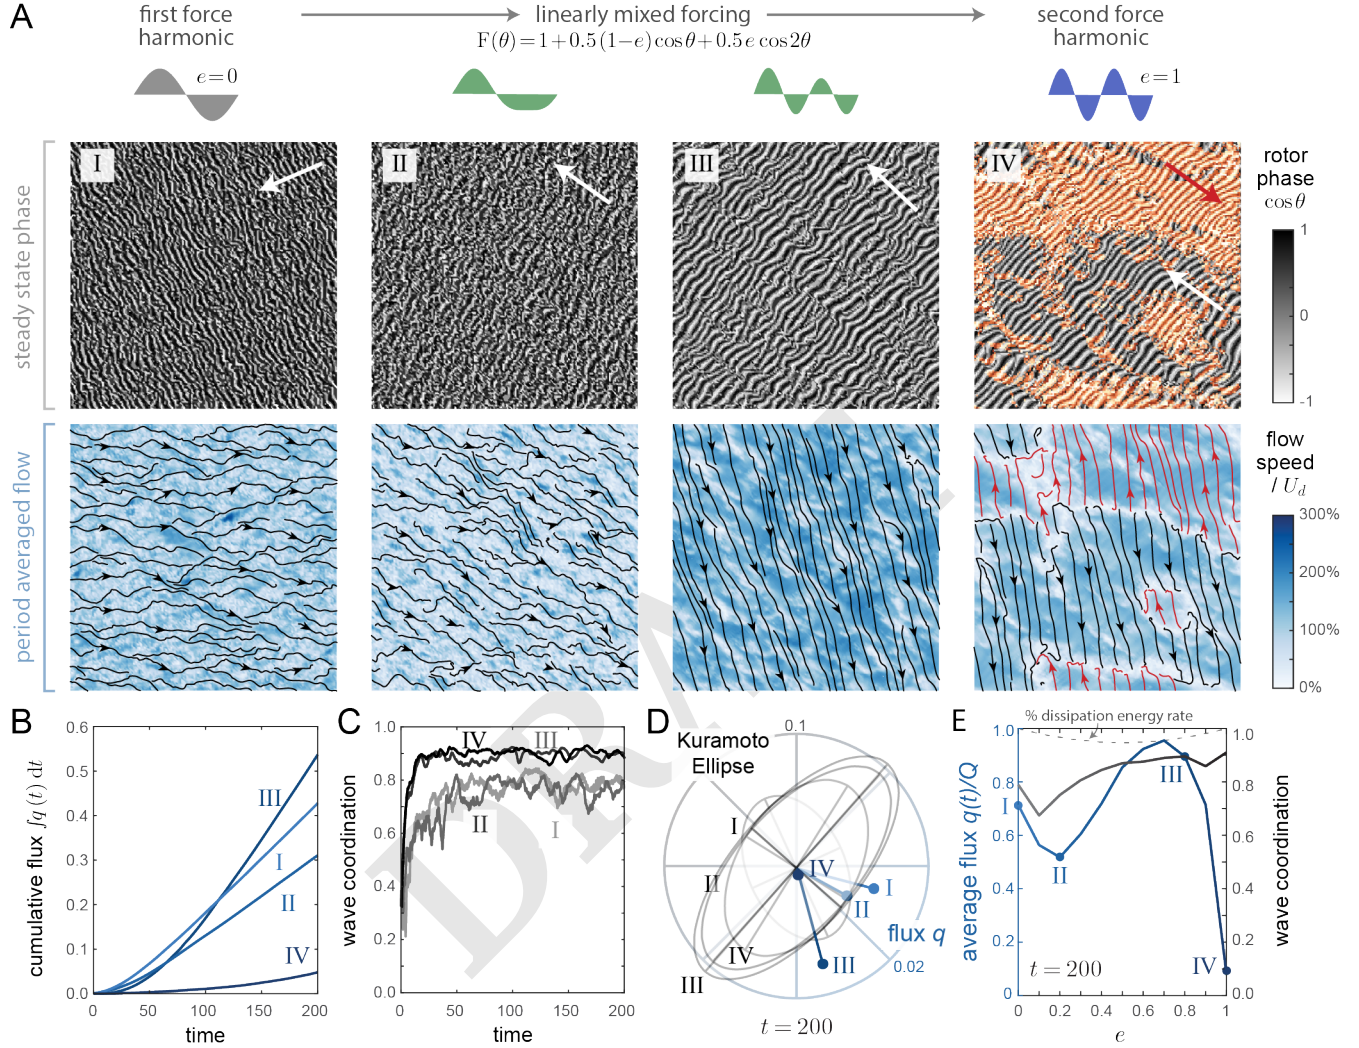 A
first force
harmonic
linearly mixed forcing
F(θ)=1+0.5(1−e)cosθ+0.5e cos2θ
second force
harmonic
e=0
e=1
steady state phase
I
II
III
IV
rotor
phase
cosθ
1
0
-1
period averaged flow
flow
speed
/ U_d
300%
200%
100%
0%
B
cumulative flux ∫q(t) dt
0.6
0.5
0.4
0.3
0.2
0.1
0.0
III
I
II
IV
0
50
100
150
200
time
C
wave coordination
1.0
0.8
0.6
0.4
0.2
0.0
IV
III
II
I
0
50
100
150
200
time
D
Kuramoto
Ellipse
0.1
I
II
IV
III
IV
I
II
III
flux q
0.02
t=200
E
% dissipation energy rate
average flux q(t)/Q
1.0
0.8
0.6
0.4
0.2
0
I
II
III
IV
t=200
0
0.2
0.4
0.6
0.8
1
e
1.0
0.8
0.6
0.4
0.2
0.0
wave coordination
DRAFT